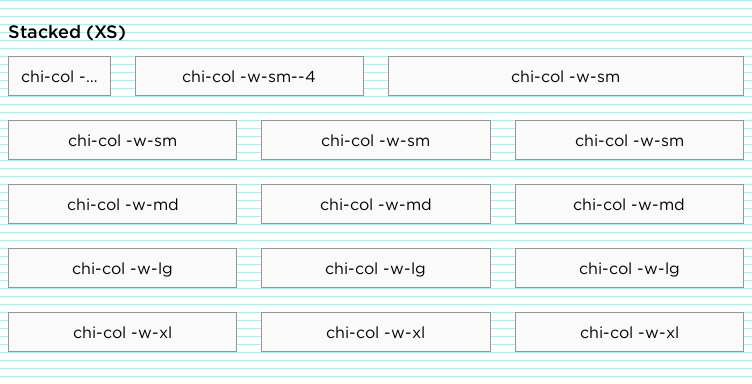 Stacked (XS)
chi-col -... chi-col -w-sm--4 chi-col -w-sm
chi-col -w-sm chi-col -w-sm chi-col -w-sm
chi-col -w-md chi-col -w-md chi-col -w-md
chi-col -w-lg chi-col -w-lg chi-col -w-lg
chi-col -w-xl chi-col -w-xl chi-col -w-xl